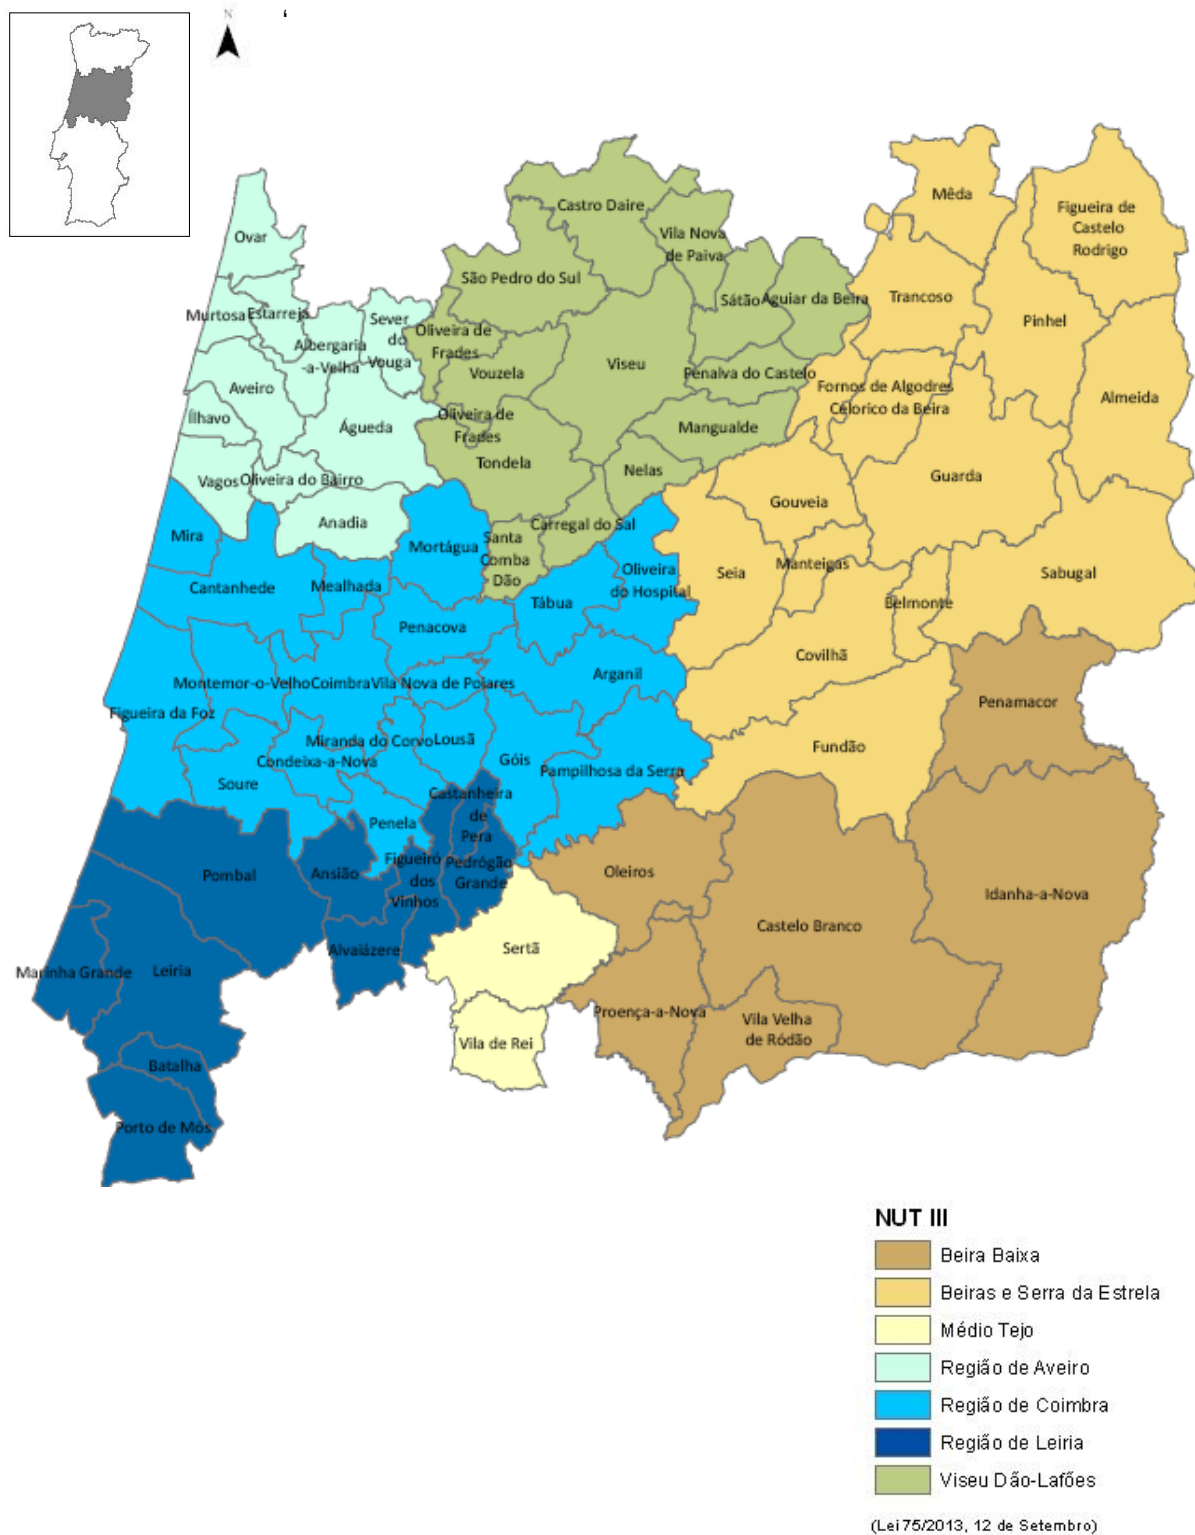 N
Castro Daire
Mêda
Figueira de
Castelo
Rodrigo
Ovar
Vila Nova
de Paiva
São Pedro do Sul
Sátão
Aguiar da Beira
Trancoso
Murtosa
Estarreja
Sever
do
Vouga
Pinhel
Albergaria
-a-Velha
Oliveira de
Frades
Viseu
Vouzela
Penalva do Castelo
Aveiro
Fornos de Algodres
Celorico da Beira
Almeida
Ílhavo
Águeda
Oliveira de
Frades
Mangualde
Tondela
Nelas
Guarda
Vagos
Oliveira do Bairro
Gouveia
Anadia
Carregal do Sal
Mira
Mortágua
Santa
Comba
Dão
Oliveira
do Hospital
Seia
Manteigas
Sabugal
Cantanhede
Mealhada
Tábua
Belmonte
Penacova
Covilhã
Arganil
Montemor-o-Velho
Coimbra
Vila Nova de Poiares
Penamacor
Figueira da Foz
Miranda do Corvo
Lousã
Fundão
Condeixa-a-Nova
Góis
Pampilhosa da Serra
Soure
Castanheira
de
Pera
Penela
Figueiró
dos
Vinhos
Pedrógão
Grande
Pombal
Ansião
Oleiros
Idanha-a-Nova
Castelo Branco
Alvaiázere
Sertã
Marinha Grande
Leiria
Proença-a-Nova
Vila Velha
de Ródão
Vila de Rei
Batalha
Porto de Mós
NUT III
Beira Baixa
Beiras e Serra da Estrela
Médio Tejo
Região de Aveiro
Região de Coimbra
Região de Leiria
Viseu Dão-Lafões
(Lei 75/2013, 12 de Setembro)